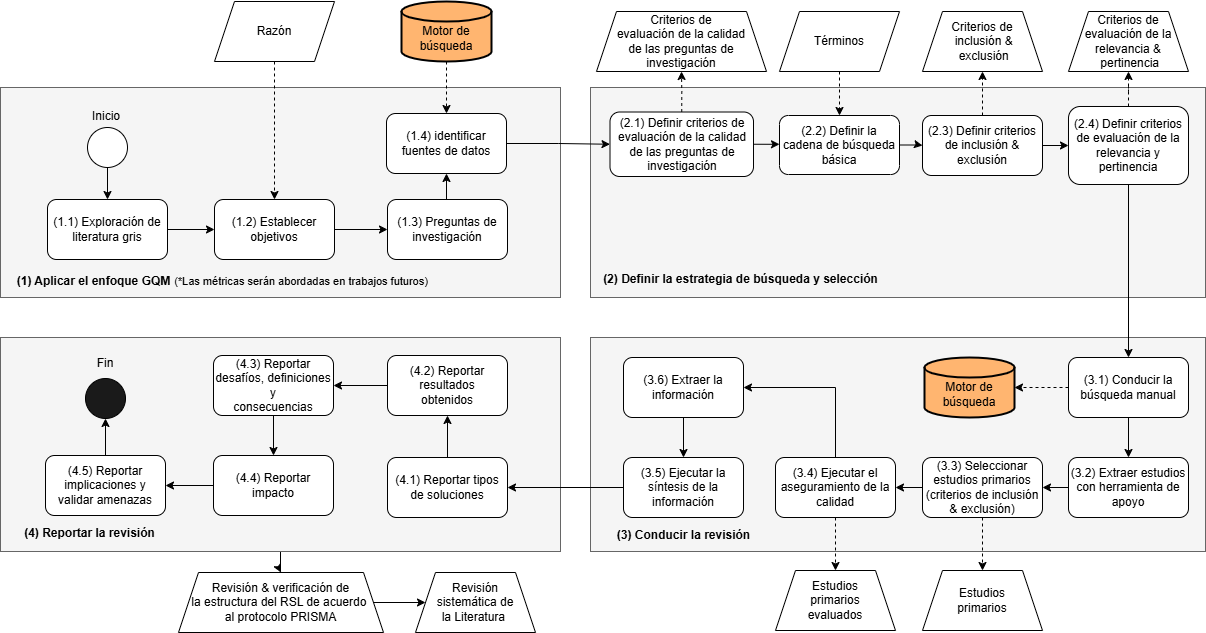 Razón
Motor de
búsqueda
Criterios de
evaluación de la calidad
de las preguntas de
investigación
Términos
Criterios de
inclusión &
exclusión
Criterios de
evaluación de la
relevancia &
pertinencia
Inicio
(1.1) Exploración de
literatura gris
(1.2) Establecer
objetivos
(1.3) Preguntas de
investigación
(1.4) identificar
fuentes de datos
(1) Aplicar el enfoque GQM (*Las métricas serán abordadas en trabajos futuros)
(2.1) Definir criterios de
evaluación de la calidad
de las preguntas de
investigación
(2.2) Definir la
cadena de búsqueda
básica
(2.3) Definir criterios
de inclusión &
exclusión
(2.4) Definir criterios
de evaluación de la
relevancia y
pertinencia
(2) Definir la estrategia de búsqueda y selección
(3.1) Conducir la
búsqueda manual
Motor de
búsqueda
(3.2) Extraer estudios
con herramienta de
apoyo
(3.3) Seleccionar
estudios primarios
(criterios de inclusión
& exclusión)
(3.4) Ejecutar el
aseguramiento de la
calidad
(3.6) Extraer la
información
(3.5) Ejecutar la
síntesis de la
información
(3) Conducir la revisión
Estudios
primarios
evaluados
Estudios
primarios
(4.1) Reportar tipos
de soluciones
(4.2) Reportar
resultados
obtenidos
(4.3) Reportar
desafíos, definiciones
y
consecuencias
(4.4) Reportar
impacto
(4.5) Reportar
implicaciones y
validar amenazas
Fin
(4) Reportar la revisión
Revisión & verificación de
la estructura del RSL de acuerdo
al protocolo PRISMA
Revisión
sistemática de
la Literatura